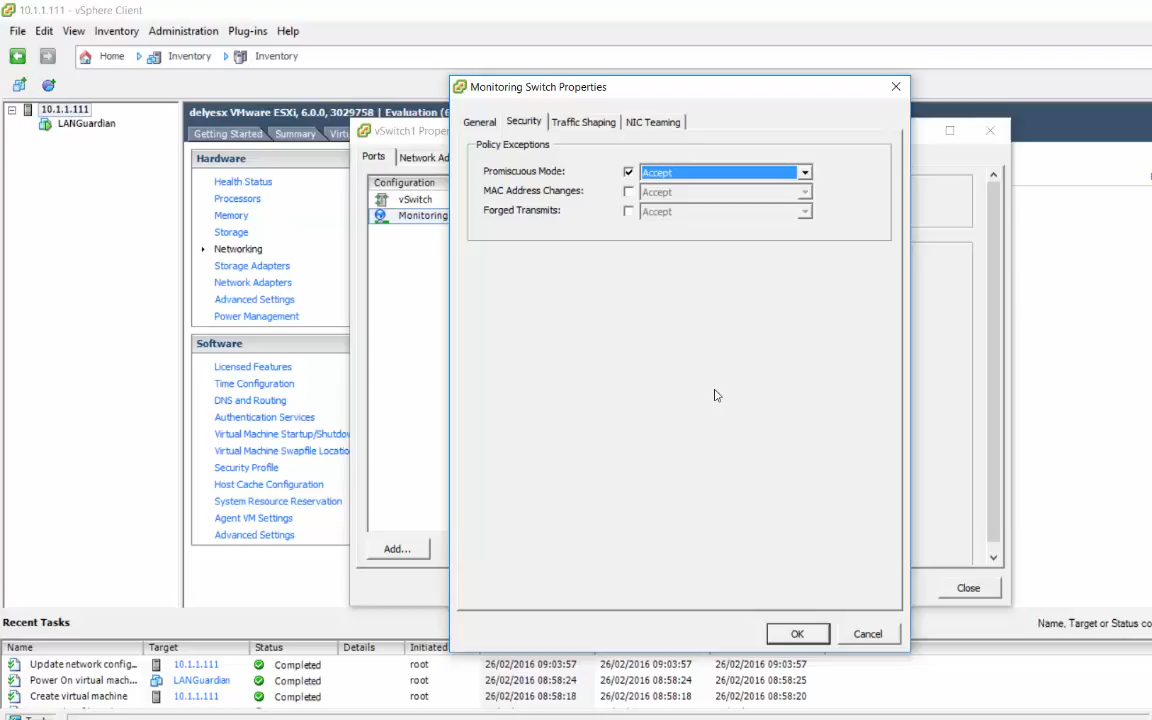 10.1.1.111 - vSphere Client
File Edit View Inventory Administration Plug-ins Help
Home Inventory Inventory
10.1.1.111
LANGuardian
delyesx VMware ESXi, 6.0.0, 3029758 | Evaluation (6
Getting Started Summary Virtu
Hardware
Health Status
Processors
Memory
Storage
Networking
Storage Adapters
Network Adapters
Advanced Settings
Power Management
Software
Licensed Features
Time Configuration
DNS and Routing
Authentication Services
Virtual Machine Startup/Shutdov
Virtual Machine Swapfile Locatio
Security Profile
Host Cache Configuration
System Resource Reservation
Agent VM Settings
Advanced Settings
vSwitch1 Proper
Ports Network Ad
Configuration
vSwitch
Monitoring
Add...
Close
Monitoring Switch Properties
General Security Traffic Shaping NIC Teaming
Policy Exceptions
Promiscuous Mode: Accept
MAC Address Changes: Accept
Forged Transmits: Accept
OK Cancel
Recent Tasks
Name, Target or Status co
Name Target Status Details Initiated
Update network config... 10.1.1.111 Completed root 26/02/2016 09:03:57 26/02/2016 09:03:57 26/02/2016 09:03:57
Power On virtual mach... LANGuardian Completed root 26/02/2016 08:58:24 26/02/2016 08:58:24 26/02/2016 08:58:25
Create virtual machine 10.1.1.111 Completed root 26/02/2016 08:58:18 26/02/2016 08:58:18 26/02/2016 08:58:20